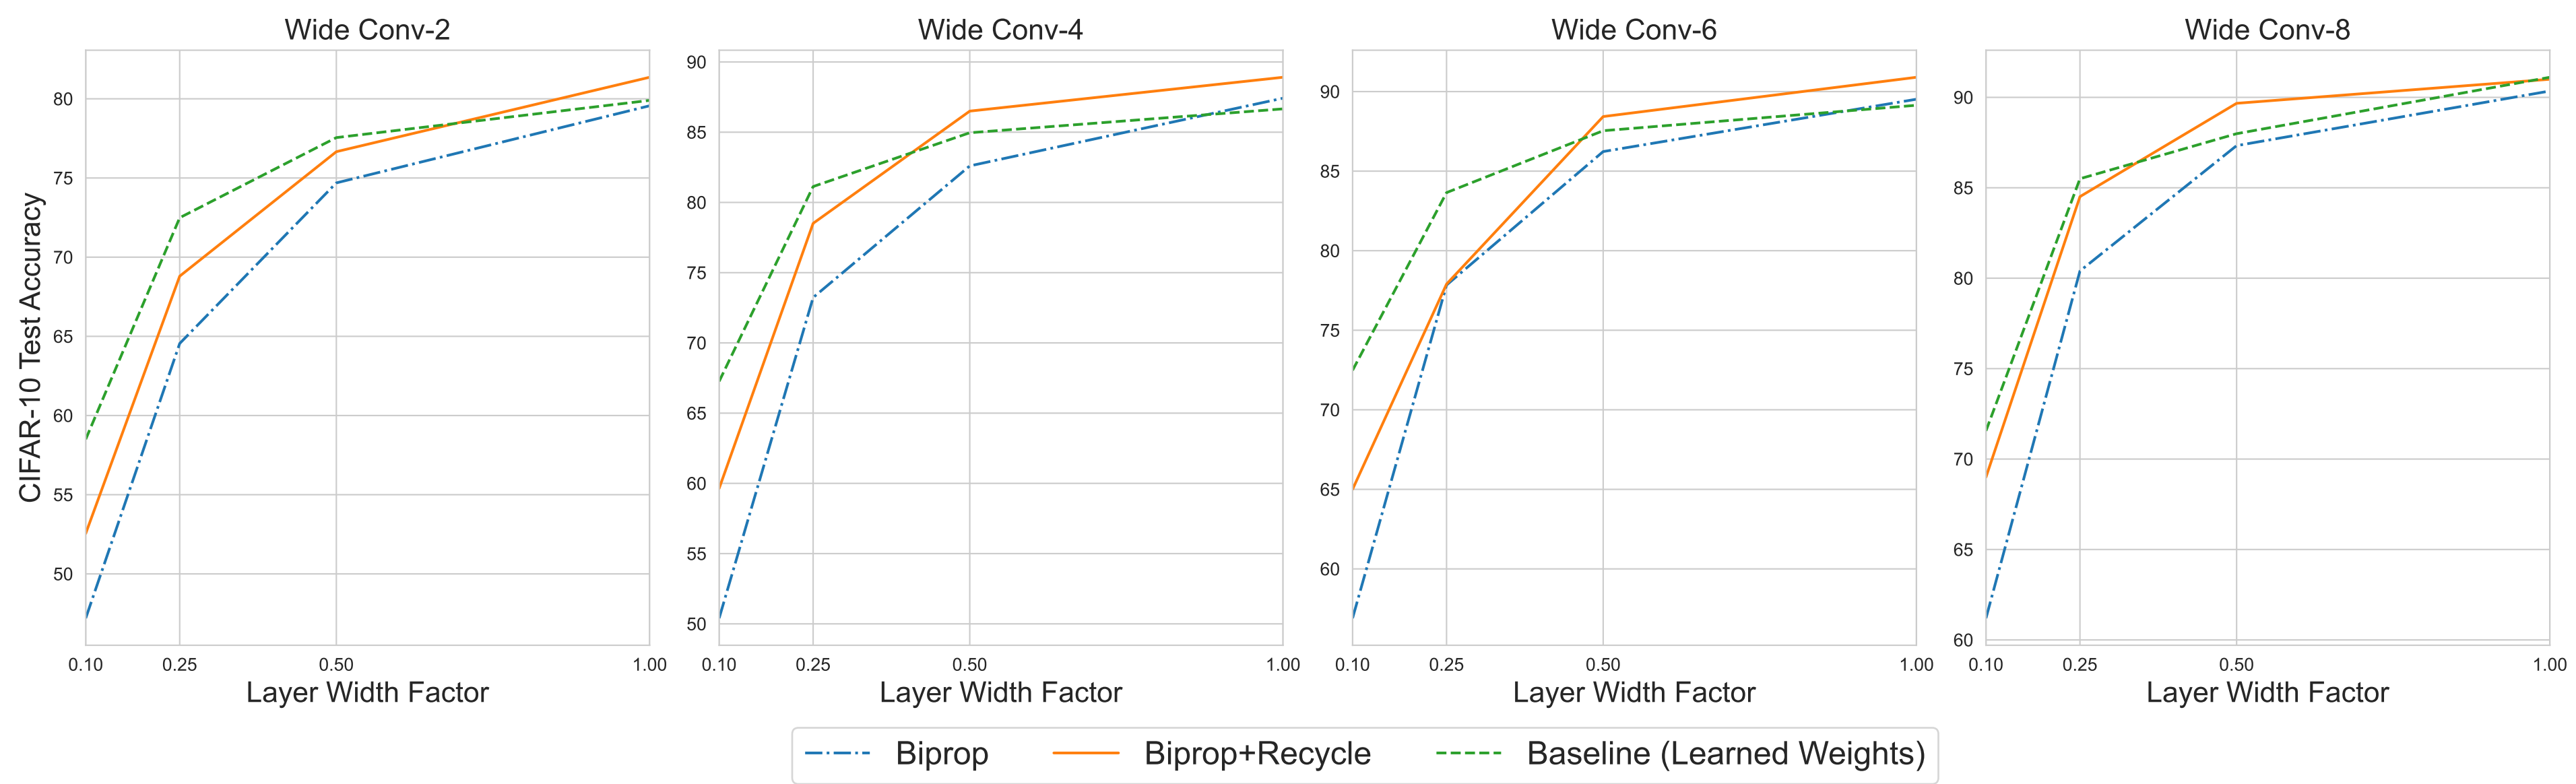 Wide Conv-2
Wide Conv-4
Wide Conv-6
Wide Conv-8
CIFAR-10 Test Accuracy
80
75
70
65
60
55
50
0.10 0.25 0.50 1.00
Layer Width Factor
90
85
80
75
70
65
60
55
50
0.10 0.25 0.50 1.00
Layer Width Factor
90
85
80
75
70
65
60
0.10 0.25 0.50 1.00
Layer Width Factor
90
85
80
75
70
65
60
0.10 0.25 0.50 1.00
Layer Width Factor
Biprop Biprop+Recycle Baseline (Learned Weights)